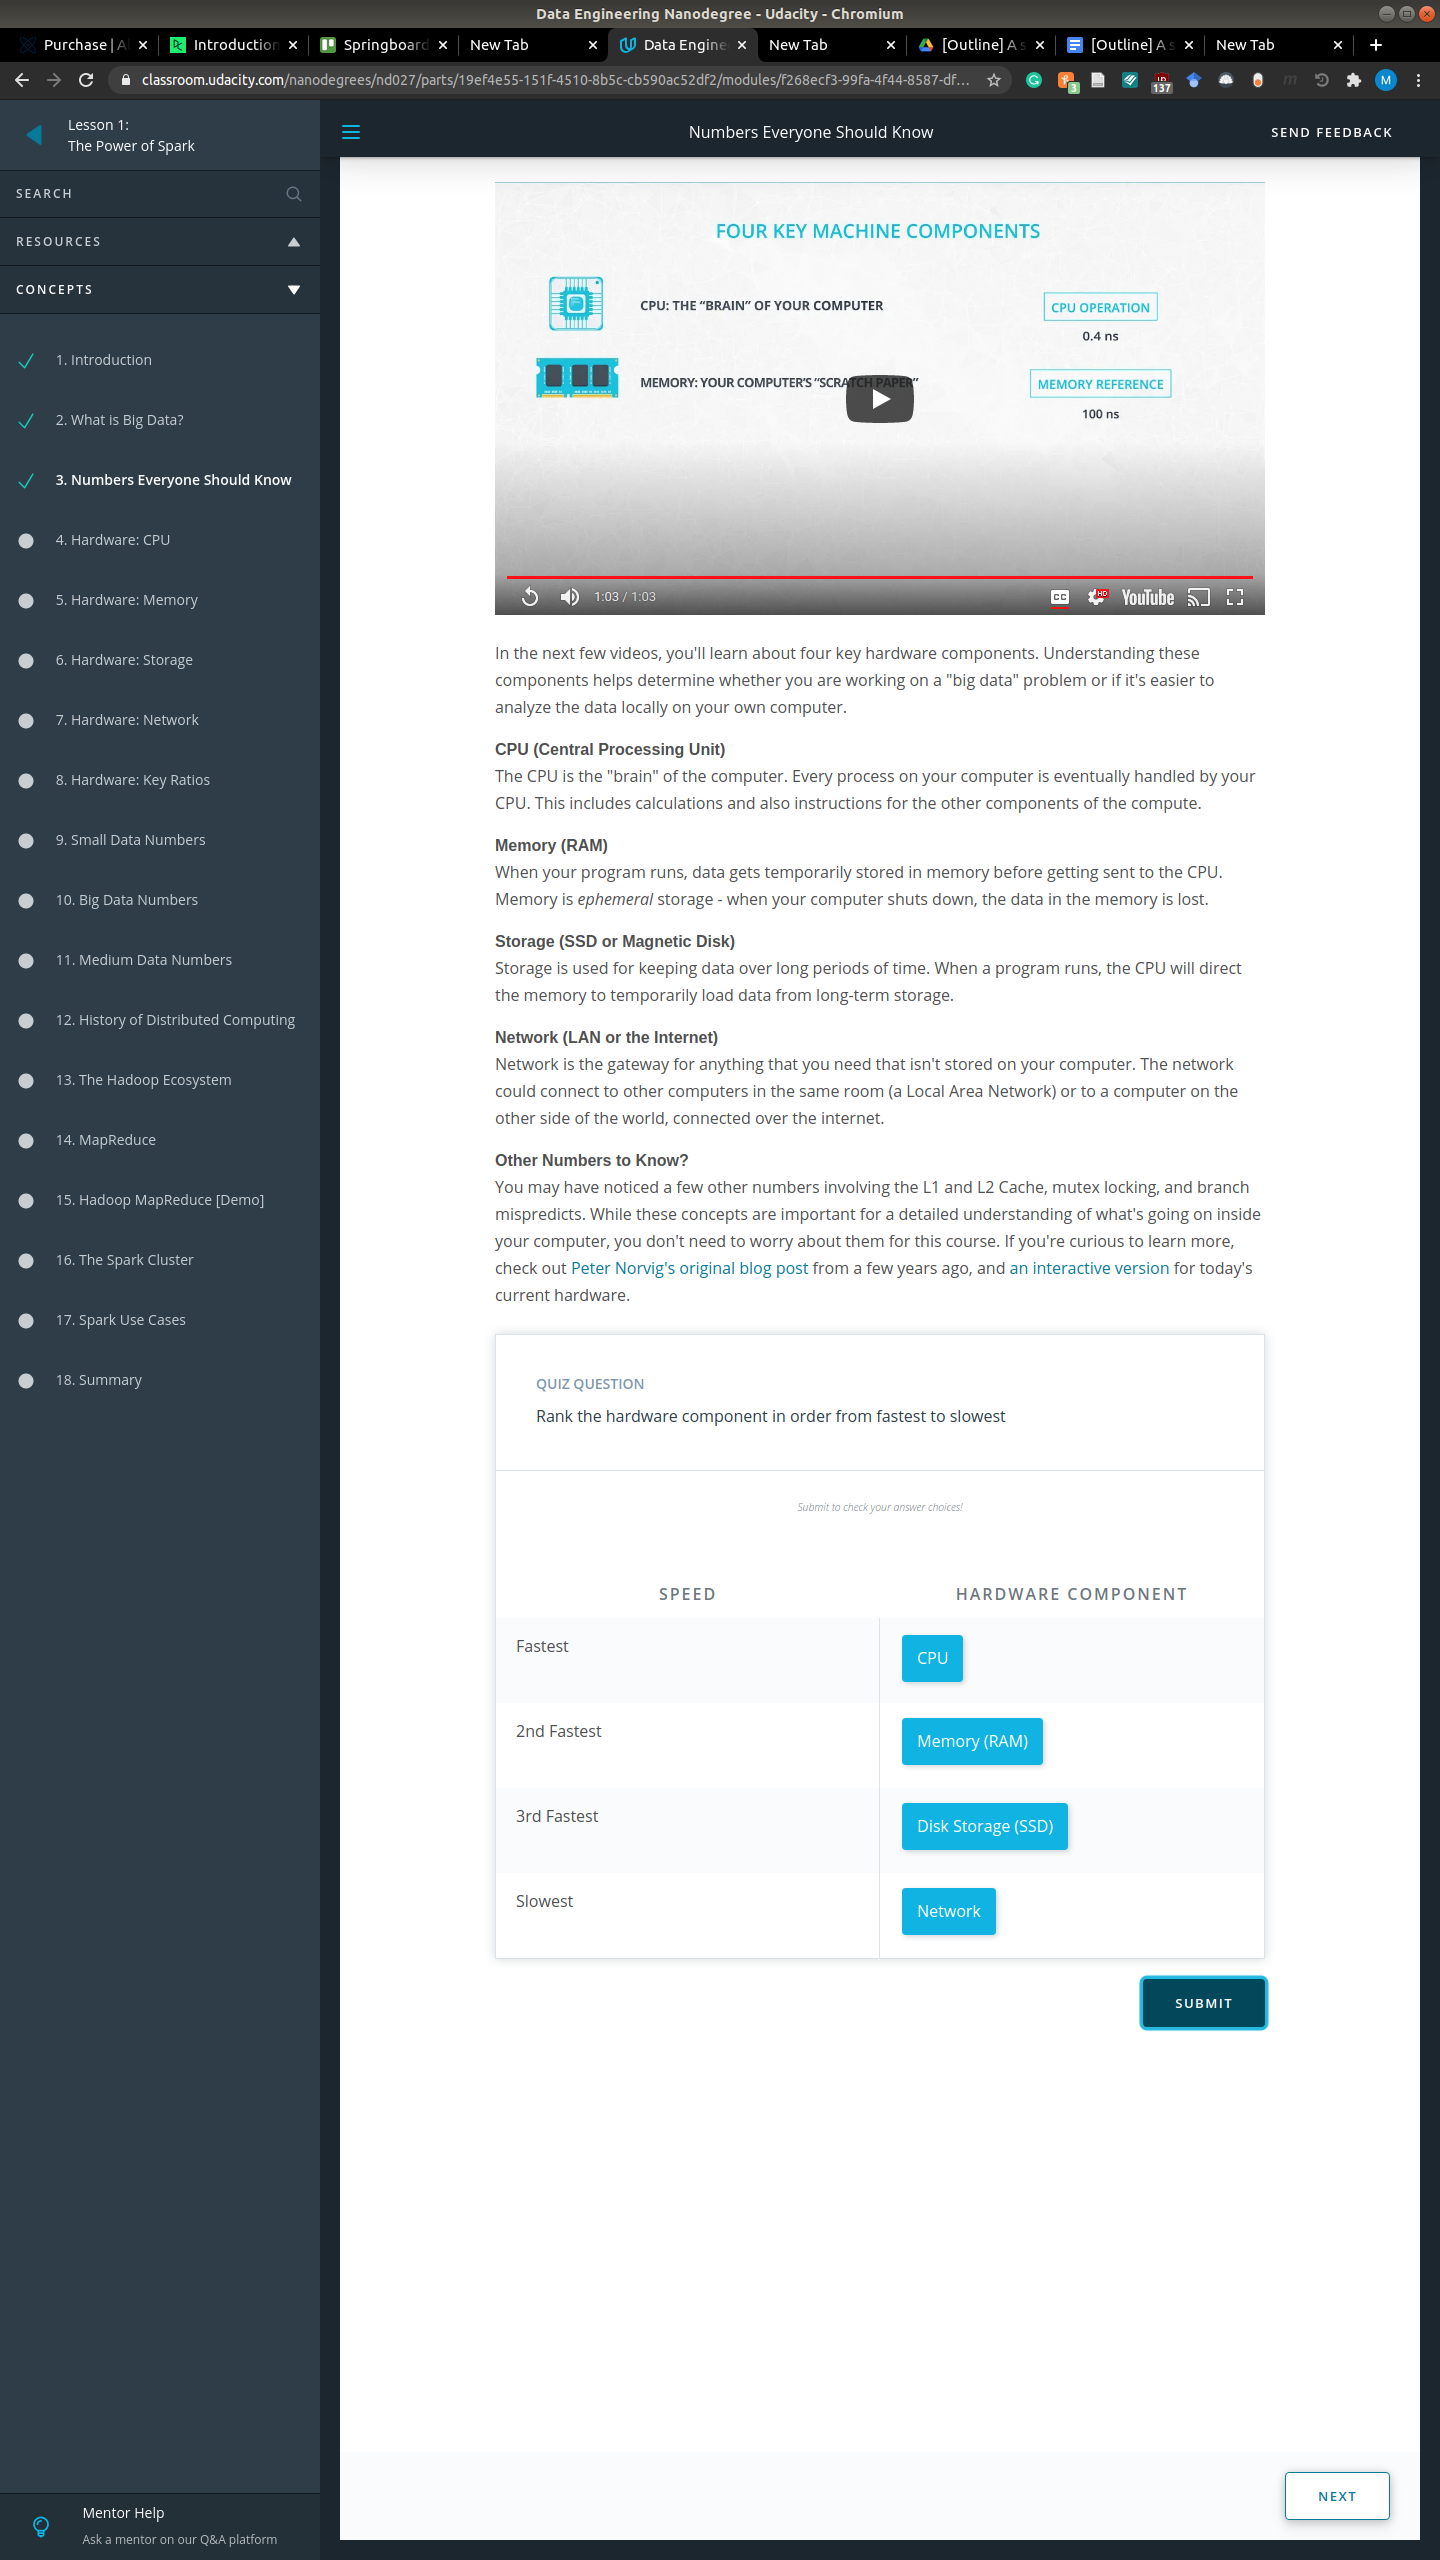 Data Engineering Nanodegree - Udacity - Chromium
Purchase | A
Introduction
Springboard
New Tab
Data Engine
New Tab
[Outline] A s
[Outline] A s
New Tab
classroom.udacity.com/nanodegrees/nd027/parts/19ef4e55-151f-4510-8b5c-cb590ac52df2/modules/f268ecf3-99fa-4f44-8587-df...
3
137
M
Lesson 1:
The Power of Spark
Numbers Everyone Should Know
SEND FEEDBACK
SEARCH
RESOURCES
CONCEPTS
1. Introduction
2. What is Big Data?
3. Numbers Everyone Should Know
4. Hardware: CPU
5. Hardware: Memory
6. Hardware: Storage
7. Hardware: Network
8. Hardware: Key Ratios
9. Small Data Numbers
10. Big Data Numbers
11. Medium Data Numbers
12. History of Distributed Computing
13. The Hadoop Ecosystem
14. MapReduce
15. Hadoop MapReduce [Demo]
16. The Spark Cluster
17. Spark Use Cases
18. Summary
Mentor Help
Ask a mentor on our Q&A platform
FOUR KEY MACHINE COMPONENTS
CPU: THE “BRAIN” OF YOUR COMPUTER
CPU OPERATION
0.4 ns
MEMORY: YOUR COMPUTER’S “SCRATCH PAPER”
MEMORY REFERENCE
100 ns
1:03 / 1:03
CC
HD
YouTube
In the next few videos, you'll learn about four key hardware components. Understanding these
components helps determine whether you are working on a "big data" problem or if it's easier to
analyze the data locally on your own computer.
CPU (Central Processing Unit)
The CPU is the "brain" of the computer. Every process on your computer is eventually handled by your
CPU. This includes calculations and also instructions for the other components of the compute.
Memory (RAM)
When your program runs, data gets temporarily stored in memory before getting sent to the CPU.
Memory is ephemeral storage - when your computer shuts down, the data in the memory is lost.
Storage (SSD or Magnetic Disk)
Storage is used for keeping data over long periods of time. When a program runs, the CPU will direct
the memory to temporarily load data from long-term storage.
Network (LAN or the Internet)
Network is the gateway for anything that you need that isn't stored on your computer. The network
could connect to other computers in the same room (a Local Area Network) or to a computer on the
other side of the world, connected over the internet.
Other Numbers to Know?
You may have noticed a few other numbers involving the L1 and L2 Cache, mutex locking, and branch
mispredicts. While these concepts are important for a detailed understanding of what's going on inside
your computer, you don't need to worry about them for this course. If you're curious to learn more,
check out Peter Norvig's original blog post from a few years ago, and an interactive version for today's
current hardware.
QUIZ QUESTION
Rank the hardware component in order from fastest to slowest
Submit to check your answer choices!
SPEED
HARDWARE COMPONENT
Fastest
CPU
2nd Fastest
Memory (RAM)
3rd Fastest
Disk Storage (SSD)
Slowest
Network
SUBMIT
NEXT